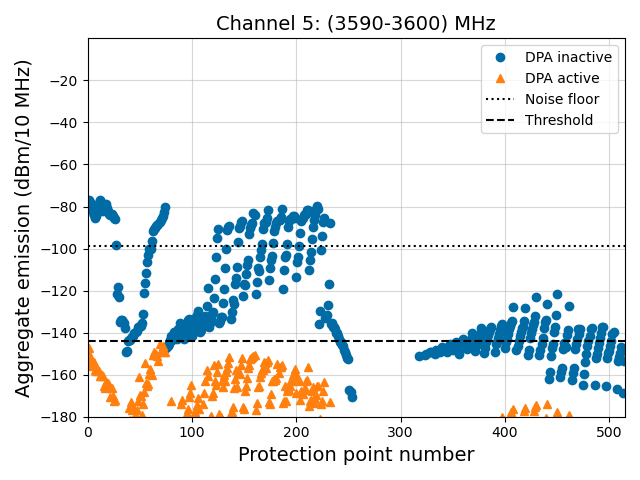 Channel 5: (3590-3600) MHz
Aggregate emission (dBm/10 MHz)
−20
−40
−60
−80
−100
−120
−140
−160
−180
DPA inactive
DPA active
Noise floor
Threshold
0
100
200
300
400
500
Protection point number